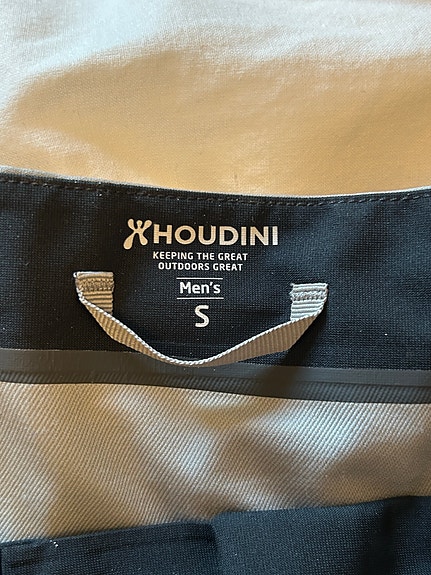 HOUDINI
KEEPING THE GREAT
OUTDOORS GREAT
Men's
S